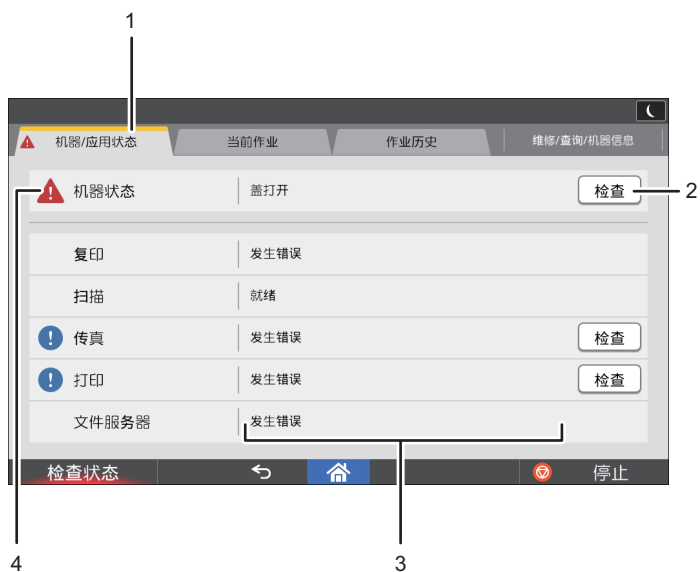 1
机器/应用状态 当前作业 作业历史 维修/查询/机器信息
机器状态 盖打开 检查 2
复印 发生错误
扫描 就绪
传真 发生错误 检查
打印 发生错误 检查
文件服务器 发生错误
检查状态 停止
4 3